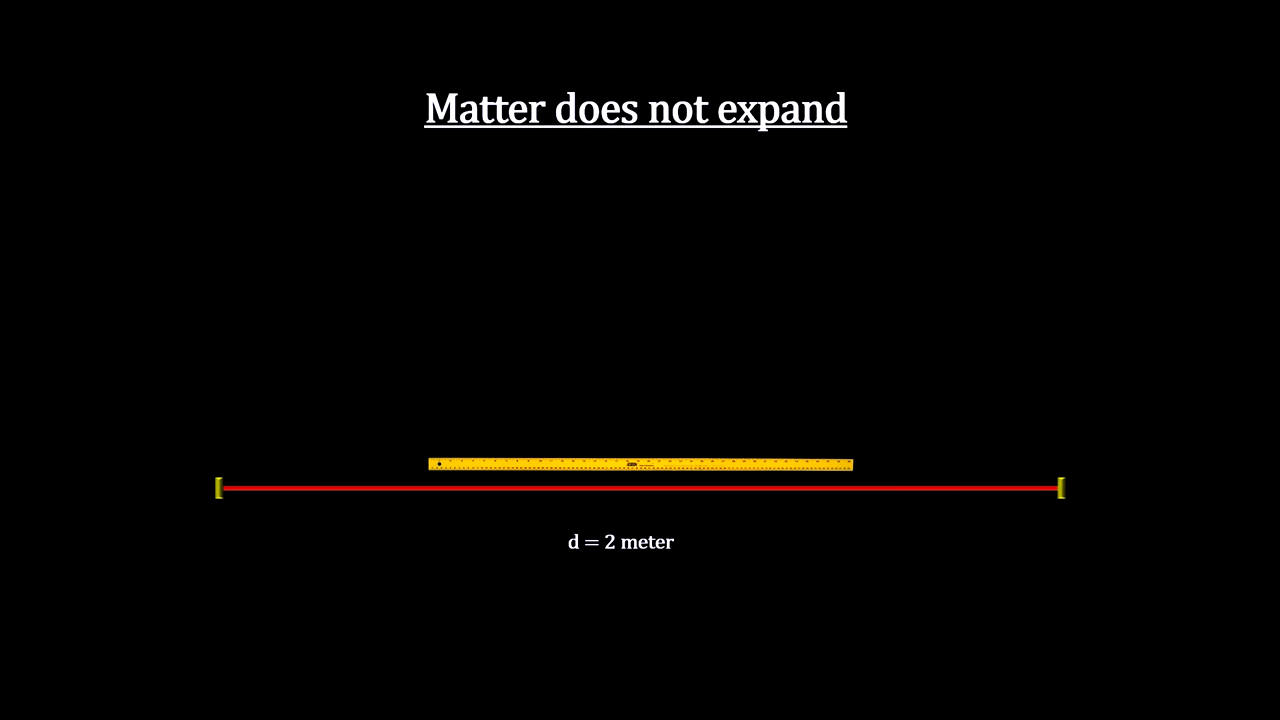 Matter does not expand
d = 2 meter